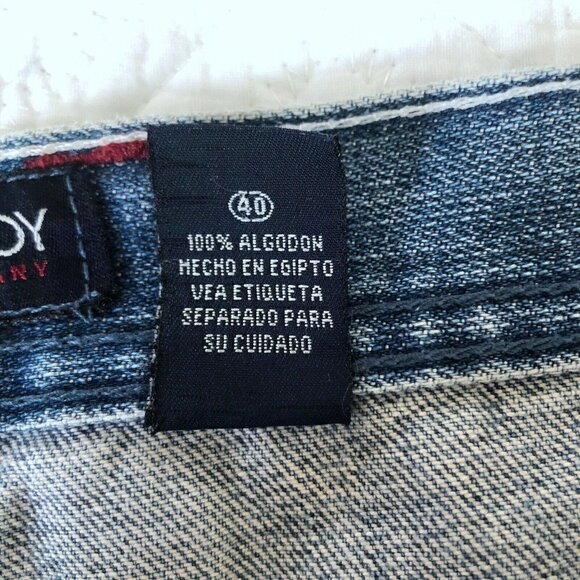 40
100% ALGODON
HECHO EN EGIPTO
VEA ETIQUETA
SEPARADO PARA
SU CUIDADO